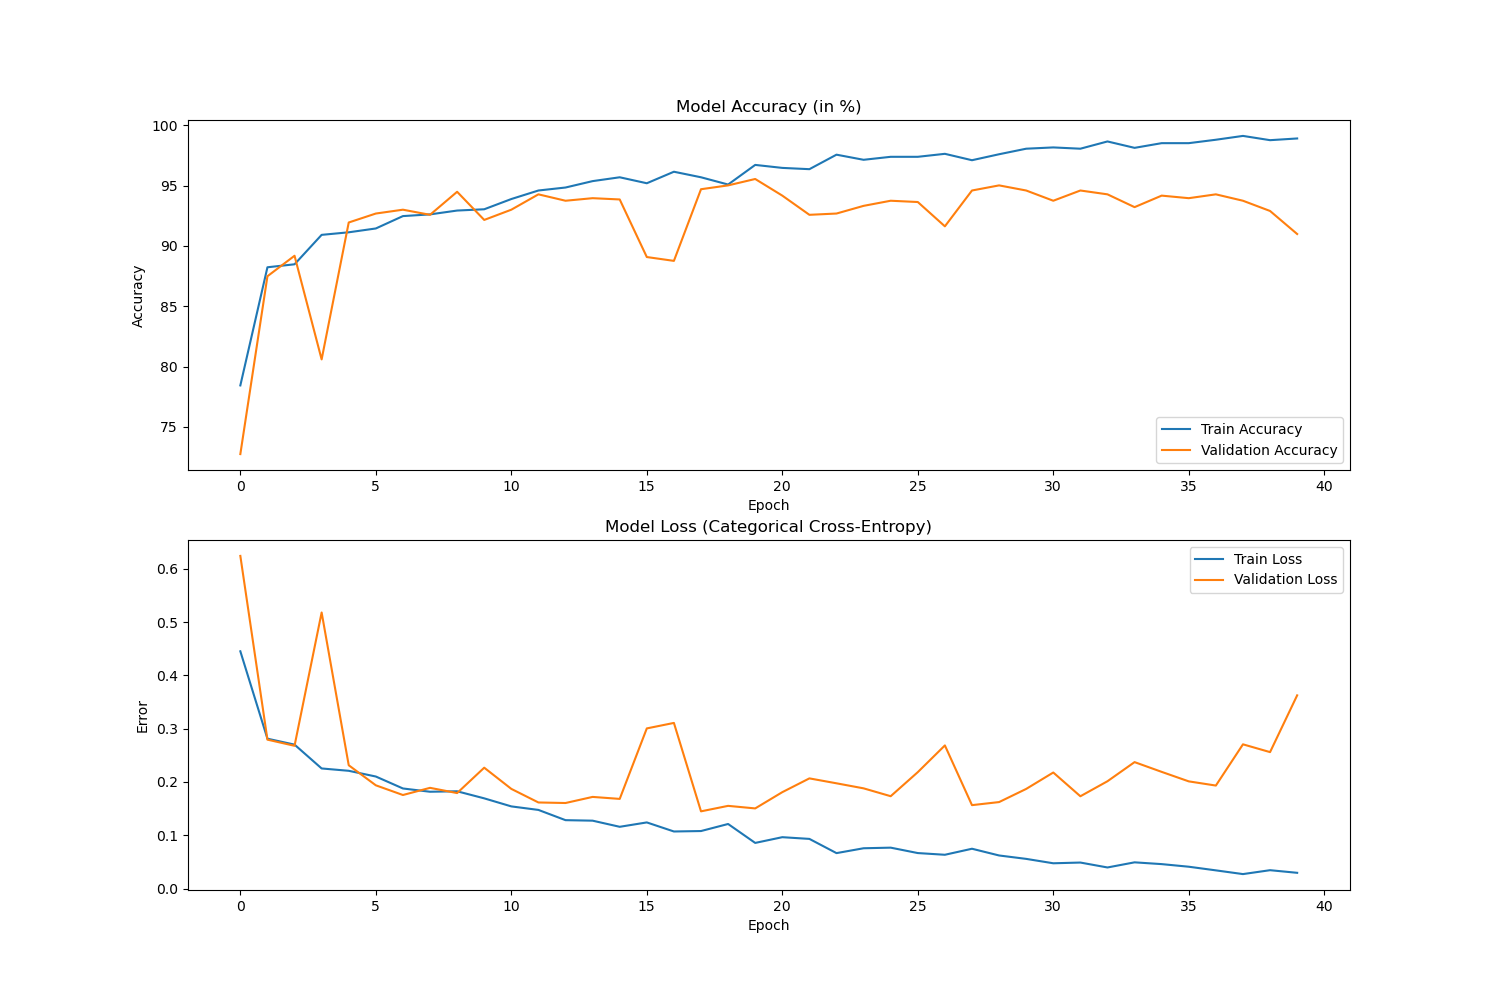 Model Accuracy (in %)
100
95
90
85
80
75
Accuracy
Train Accuracy
Validation Accuracy
0 5 10 15 20 25 30 35 40
Epoch
Model Loss (Categorical Cross-Entropy)
0.6
0.5
0.4
0.3
0.2
0.1
0.0
Error
Train Loss
Validation Loss
0 5 10 15 20 25 30 35 40
Epoch